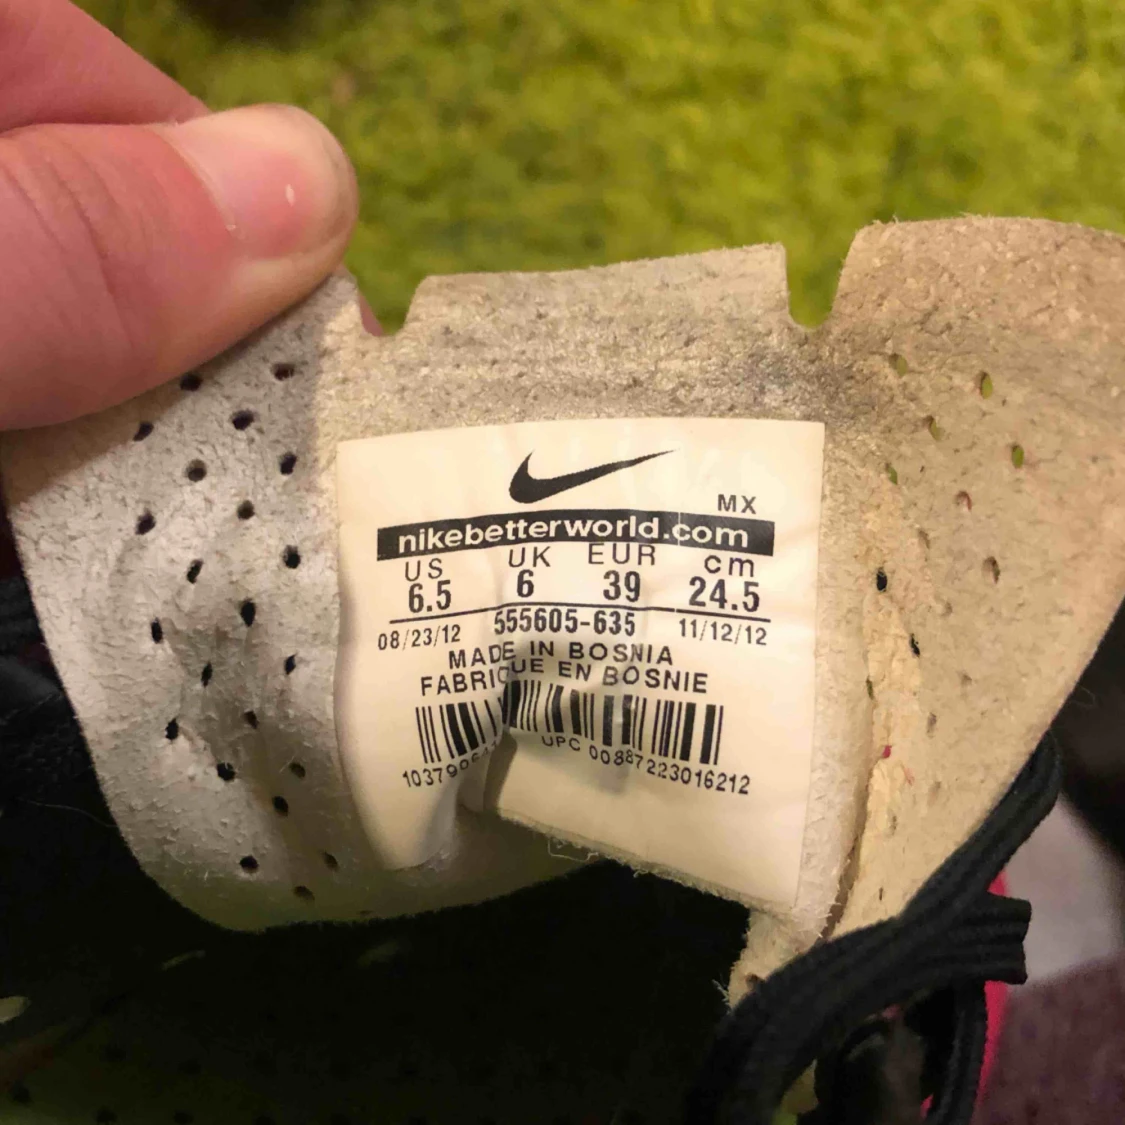 MX
nikebetterworld.com
US UK EUR cm
6.5 6 39 24.5
08/23/12 555605-635 11/12/12
MADE IN BOSNIA
FABRIQUE EN BOSNIE
UPC 00887223016212